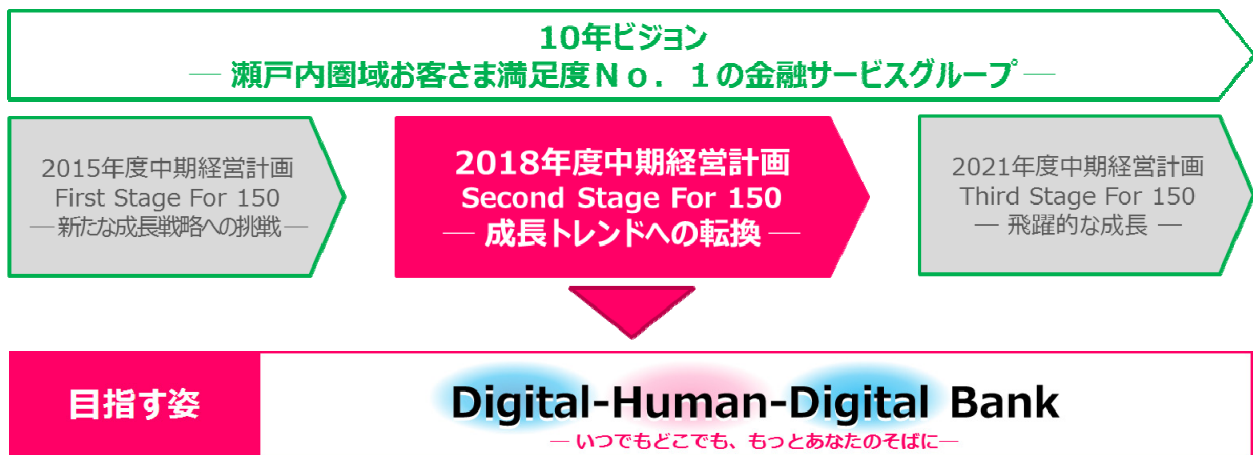 10年ビジョン
― 瀬戸内圏域お客さま満足度No．1の金融サービスグループ ―
2015年度中期経営計画
First Stage For 150
― 新たな成長戦略への挑戦 ―
2018年度中期経営計画
Second Stage For 150
― 成長トレンドへの転換 ―
2021年度中期経営計画
Third Stage For 150
― 飛躍的な成長 ―
目指す姿
Digital-Human-Digital Bank
― いつでもどこでも、もっとあなたのそばに―